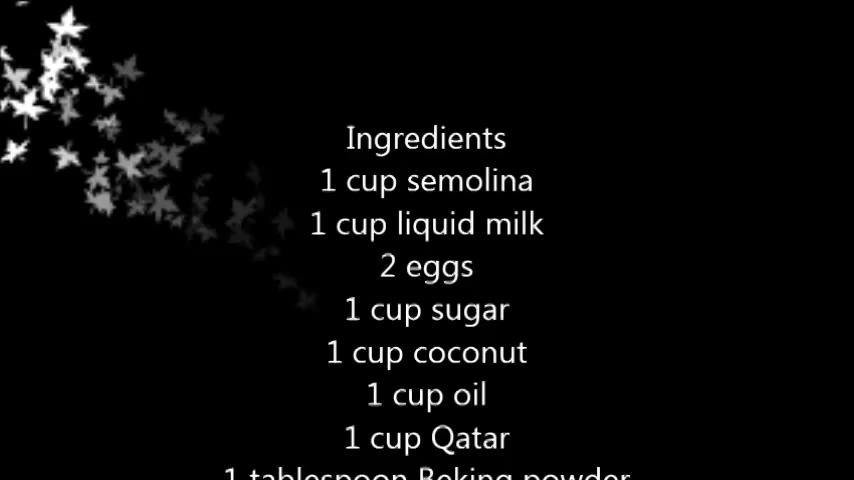 Ingredients
1 cup semolina
1 cup liquid milk
2 eggs
1 cup sugar
1 cup coconut
1 cup oil
1 cup Qatar
1 tablespoon Beking powder